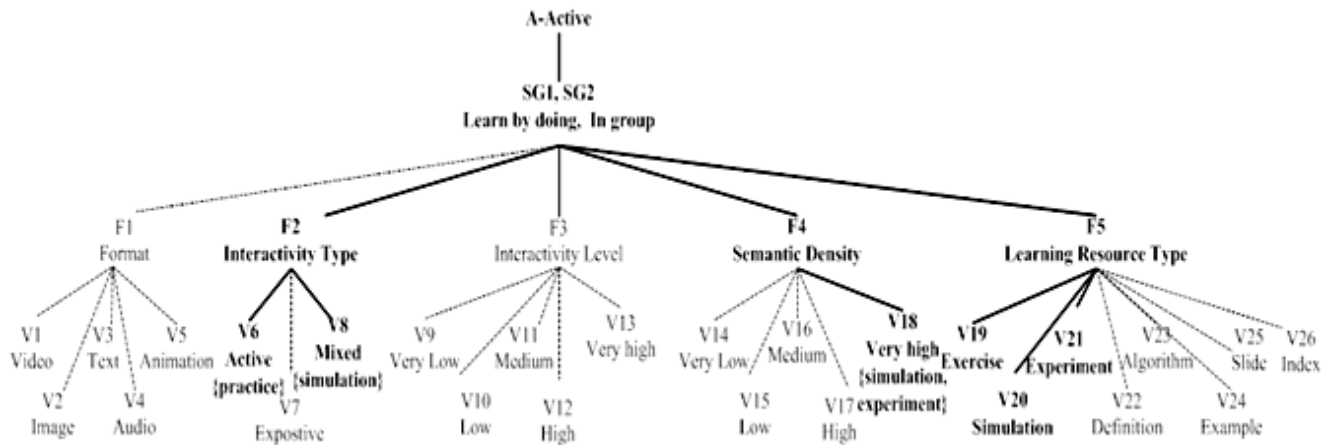 A-Active
SG1, SG2
Learn by doing, In group
F1
Format
F2
Interactivity Type
F3
Interactivity Level
F4
Semantic Density
F5
Learning Resource Type
V1
Video
V2
Image
V3
Text
V4
Audio
V5
Animation
V6
Active
{practice}
V7
Expostive
V8
Mixed
{simulation}
V9
Very Low
V10
Low
V11
Medium
V12
High
V13
Very high
V14
Very Low
V15
Low
V16
Medium
V17
High
V18
Very high
{simulation,
experiment}
V19
Exercise
V20
Simulation
V21
Experiment
V22
Definition
V23
Algorithm
V24
Example
V25
Slide
V26
Index